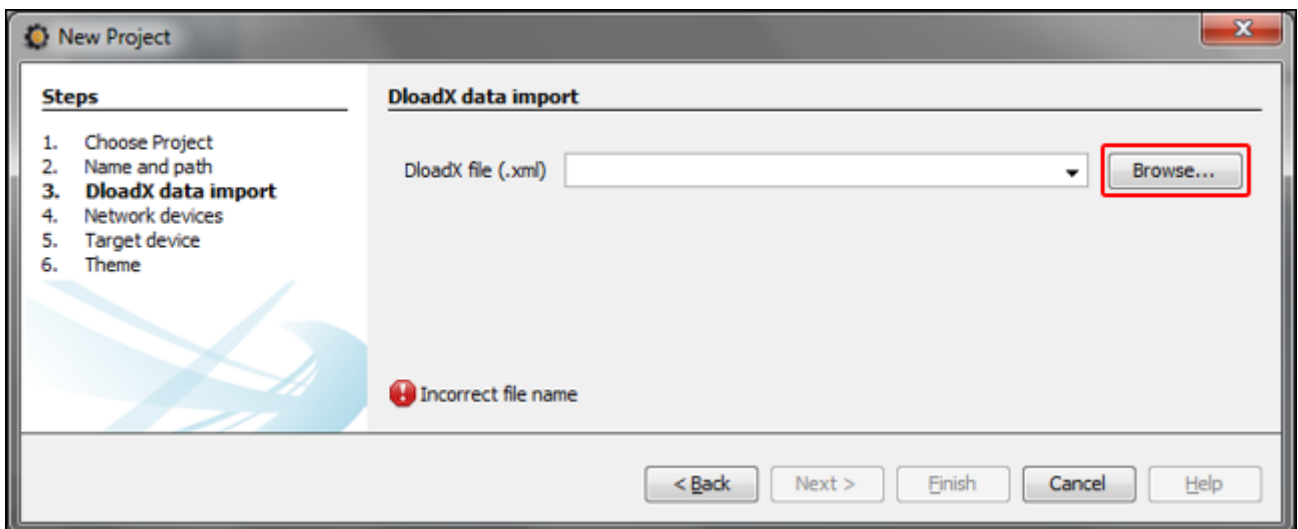 New Project
Steps
1. Choose Project
2. Name and path
3. DloadX data import
4. Network devices
5. Target device
6. Theme
DloadX data import
DloadX file (.xml)
Browse...
Incorrect file name
< Back
Next >
Finish
Cancel
Help